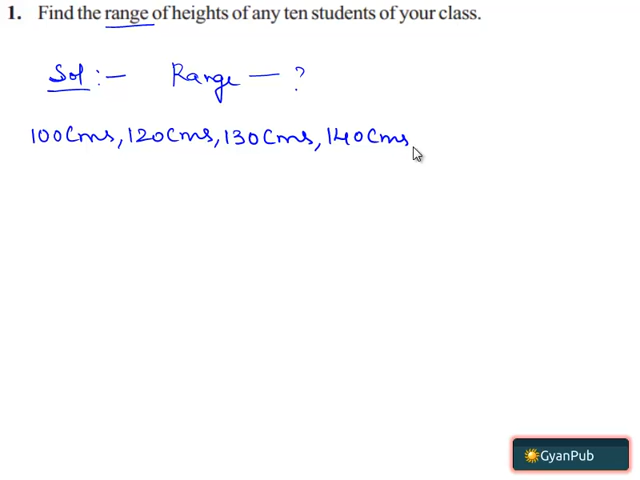 1. Find the range of heights of any ten students of your class.
Sol :- Range — ?
100Cms, 120Cms, 130Cms, 140Cms
GyanPub